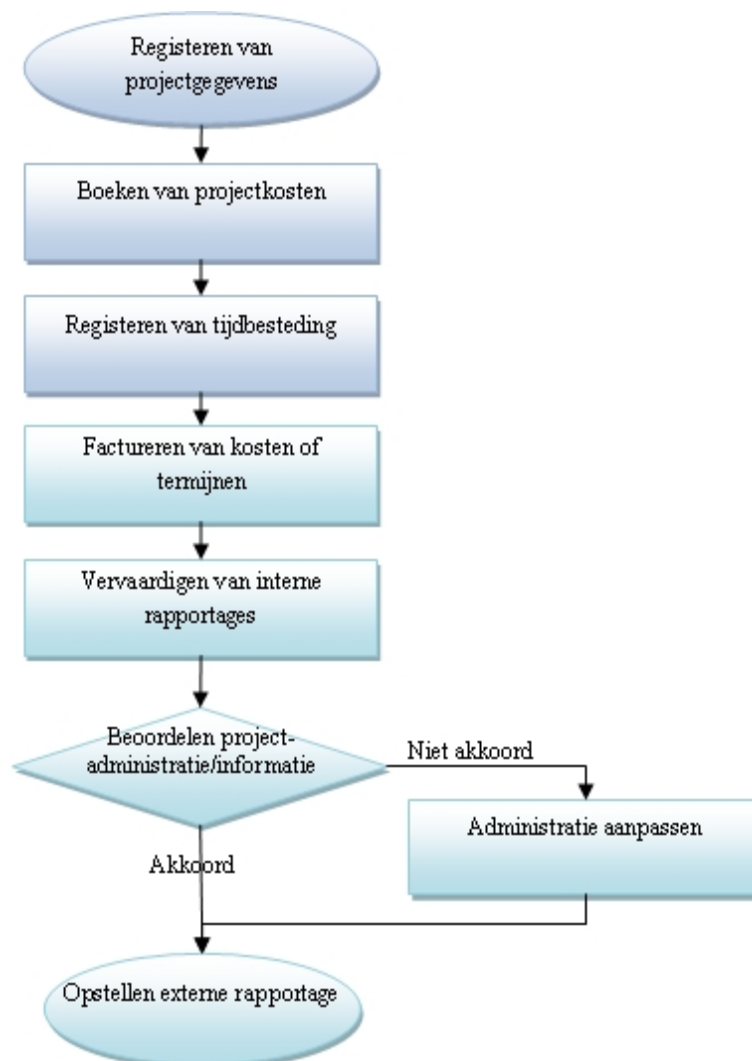 Registeren van
projectgegevens
Boeken van projectkosten
Registeren van tijdbesteding
Factureren van kosten of
termijnen
Vervaardigen van interne
rapportages
Beoordelen project-
administratie/informatie
Niet akkoord
Administratie aanpassen
Akkoord
Opstellen externe rapportage